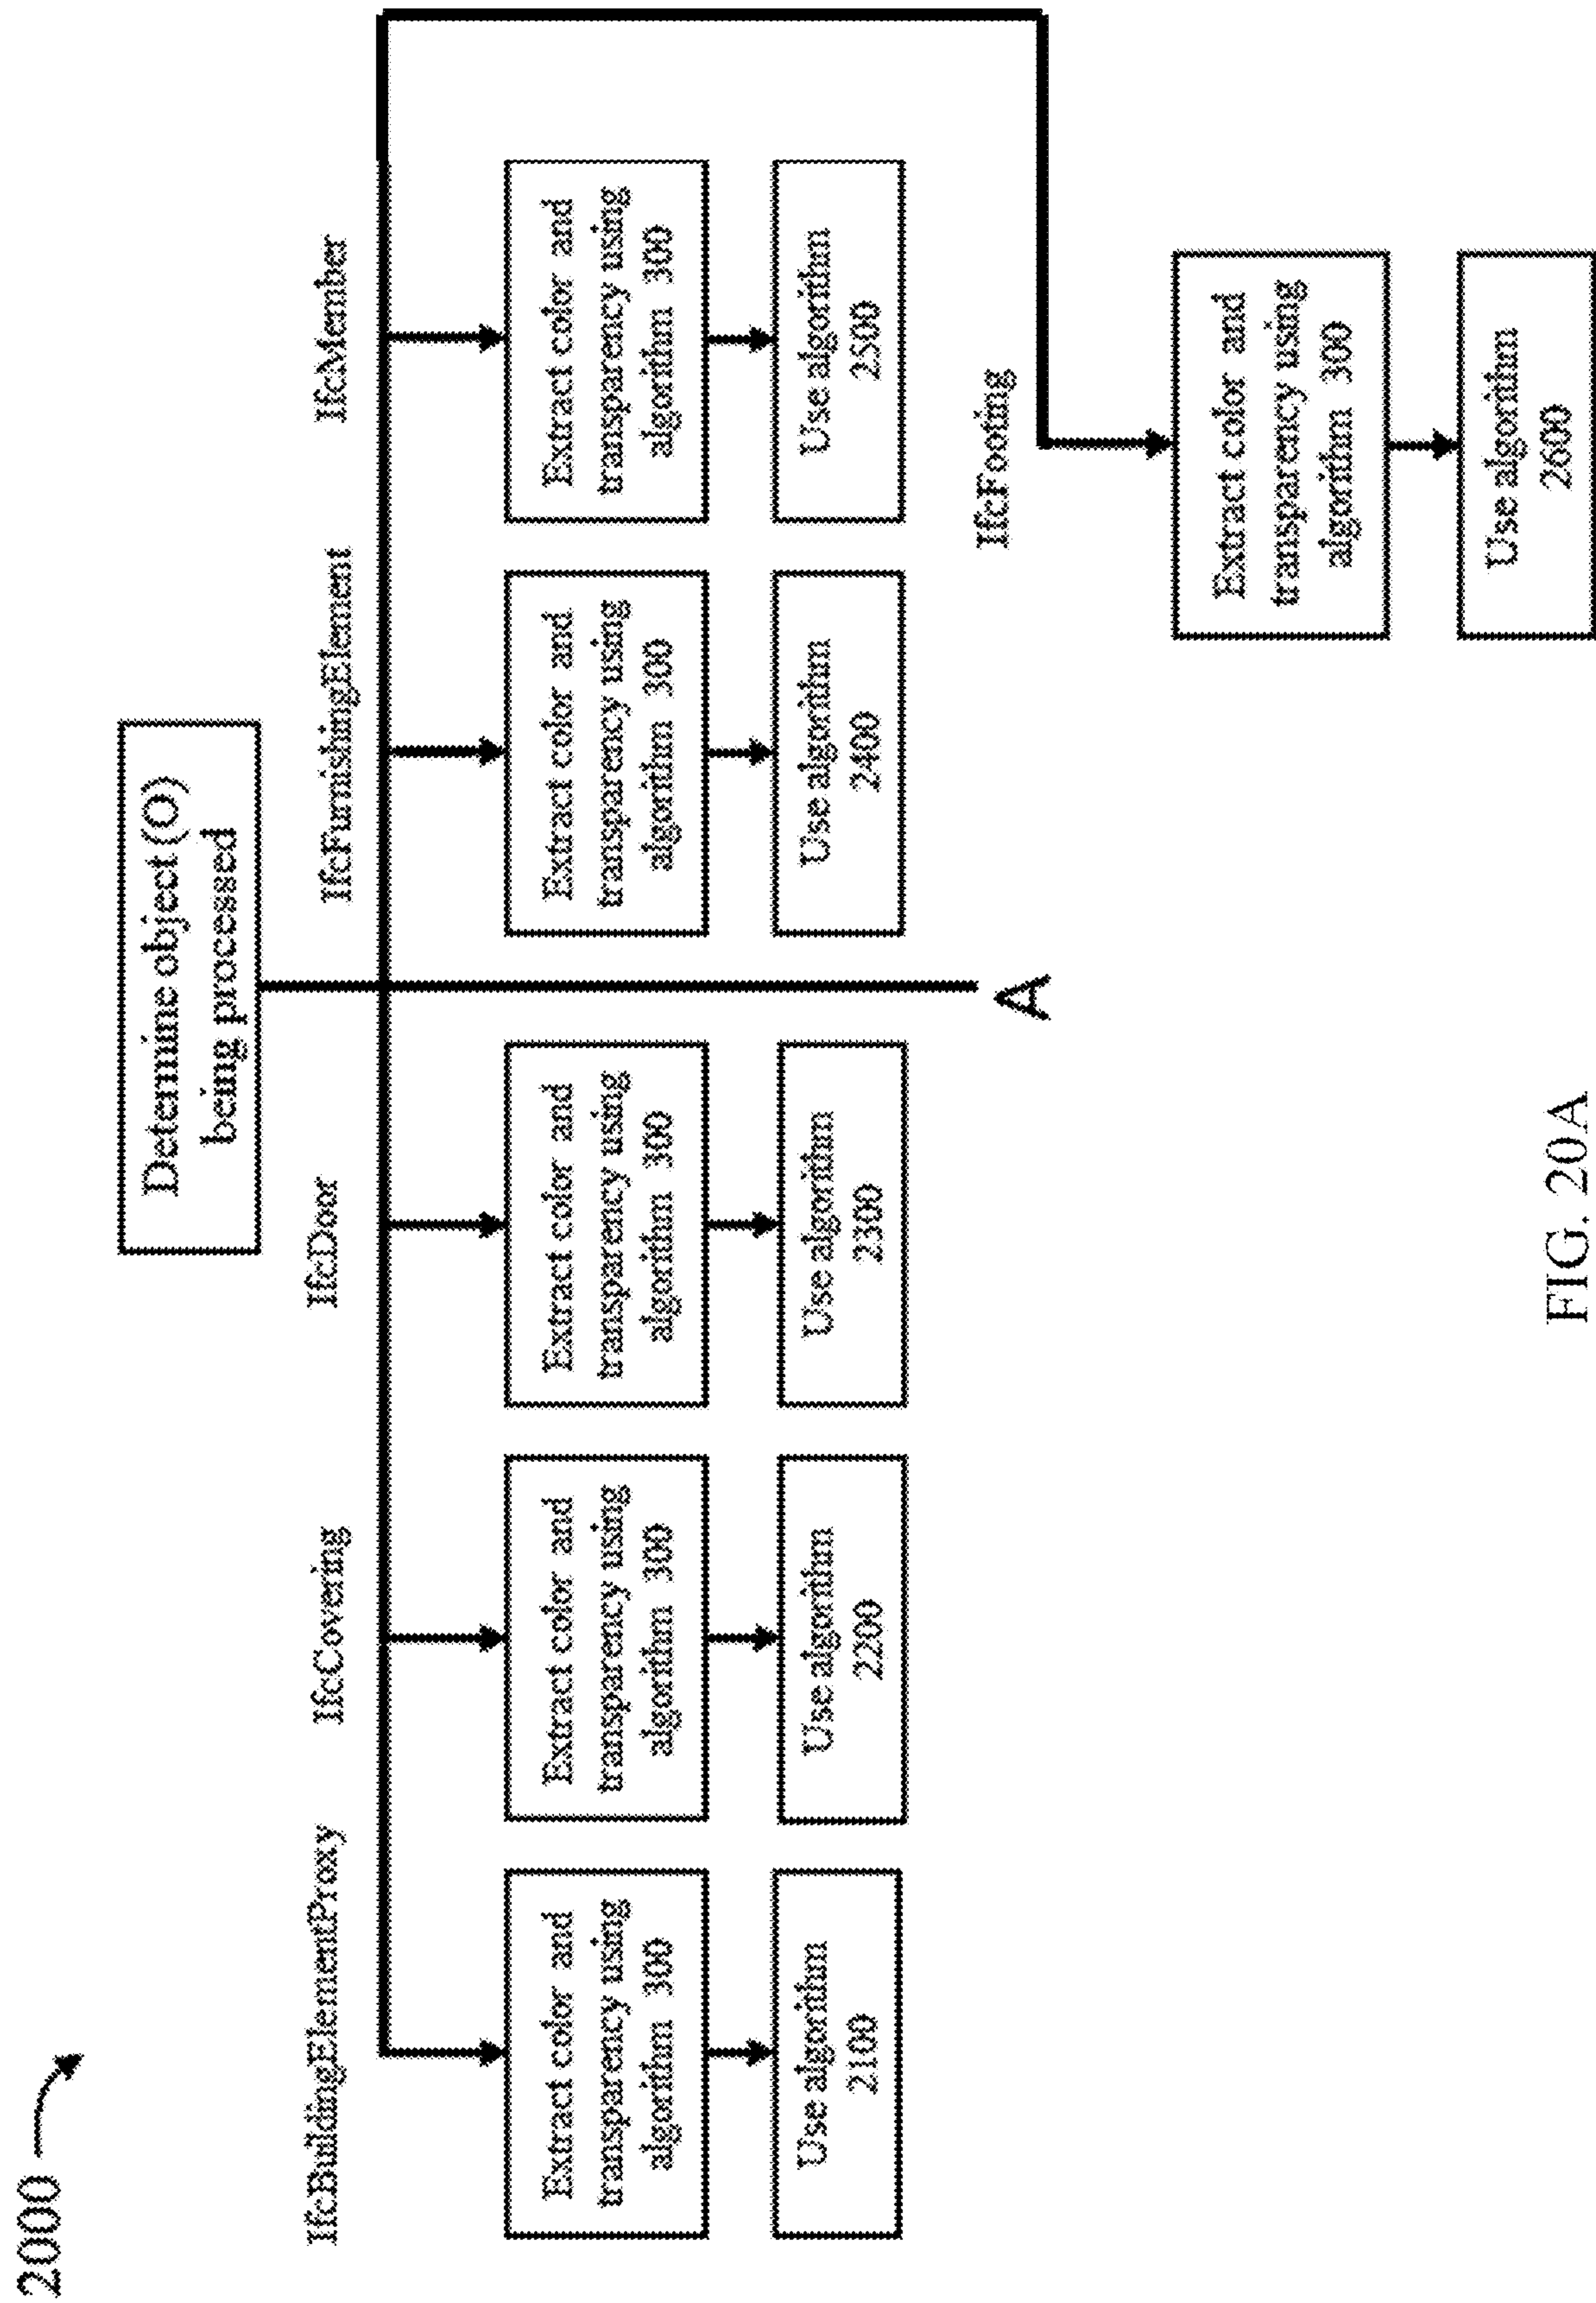 2000
Determine object (O)
being processed
IfcBuildingElementProxy
IfcCovering
IfcDoor
IfcFurnishingElement
IfcMember
Extract color and
transparency using
algorithm 300
Extract color and
transparency using
algorithm 300
Extract color and
transparency using
algorithm 300
Extract color and
transparency using
algorithm 300
Extract color and
transparency using
algorithm 300
Use algorithm
2100
Use algorithm
2200
Use algorithm
2300
Use algorithm
2400
Use algorithm
2500
A
IfcFooting
Extract color and
transparency using
algorithm 300
Use algorithm
2600
FIG. 20A